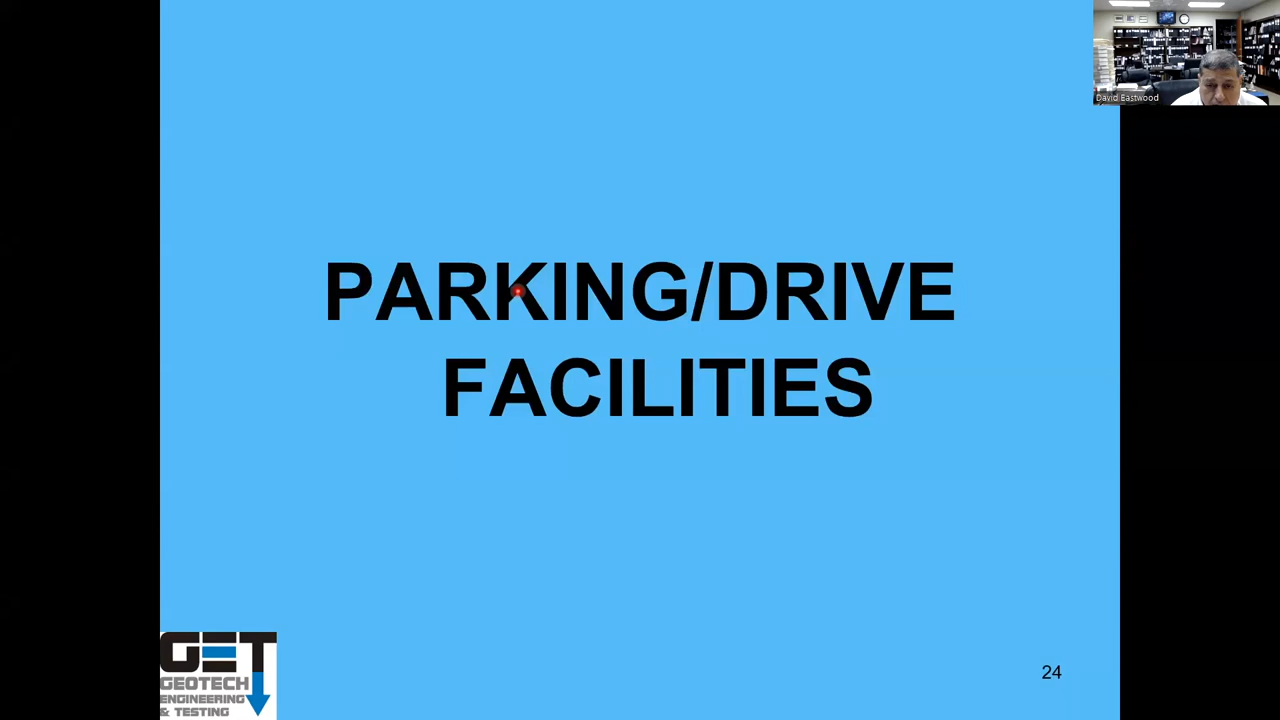 David Eastwood
PARKING/DRIVE
FACILITIES
GET
GEOTECH
ENGINEERING
& TESTING
24